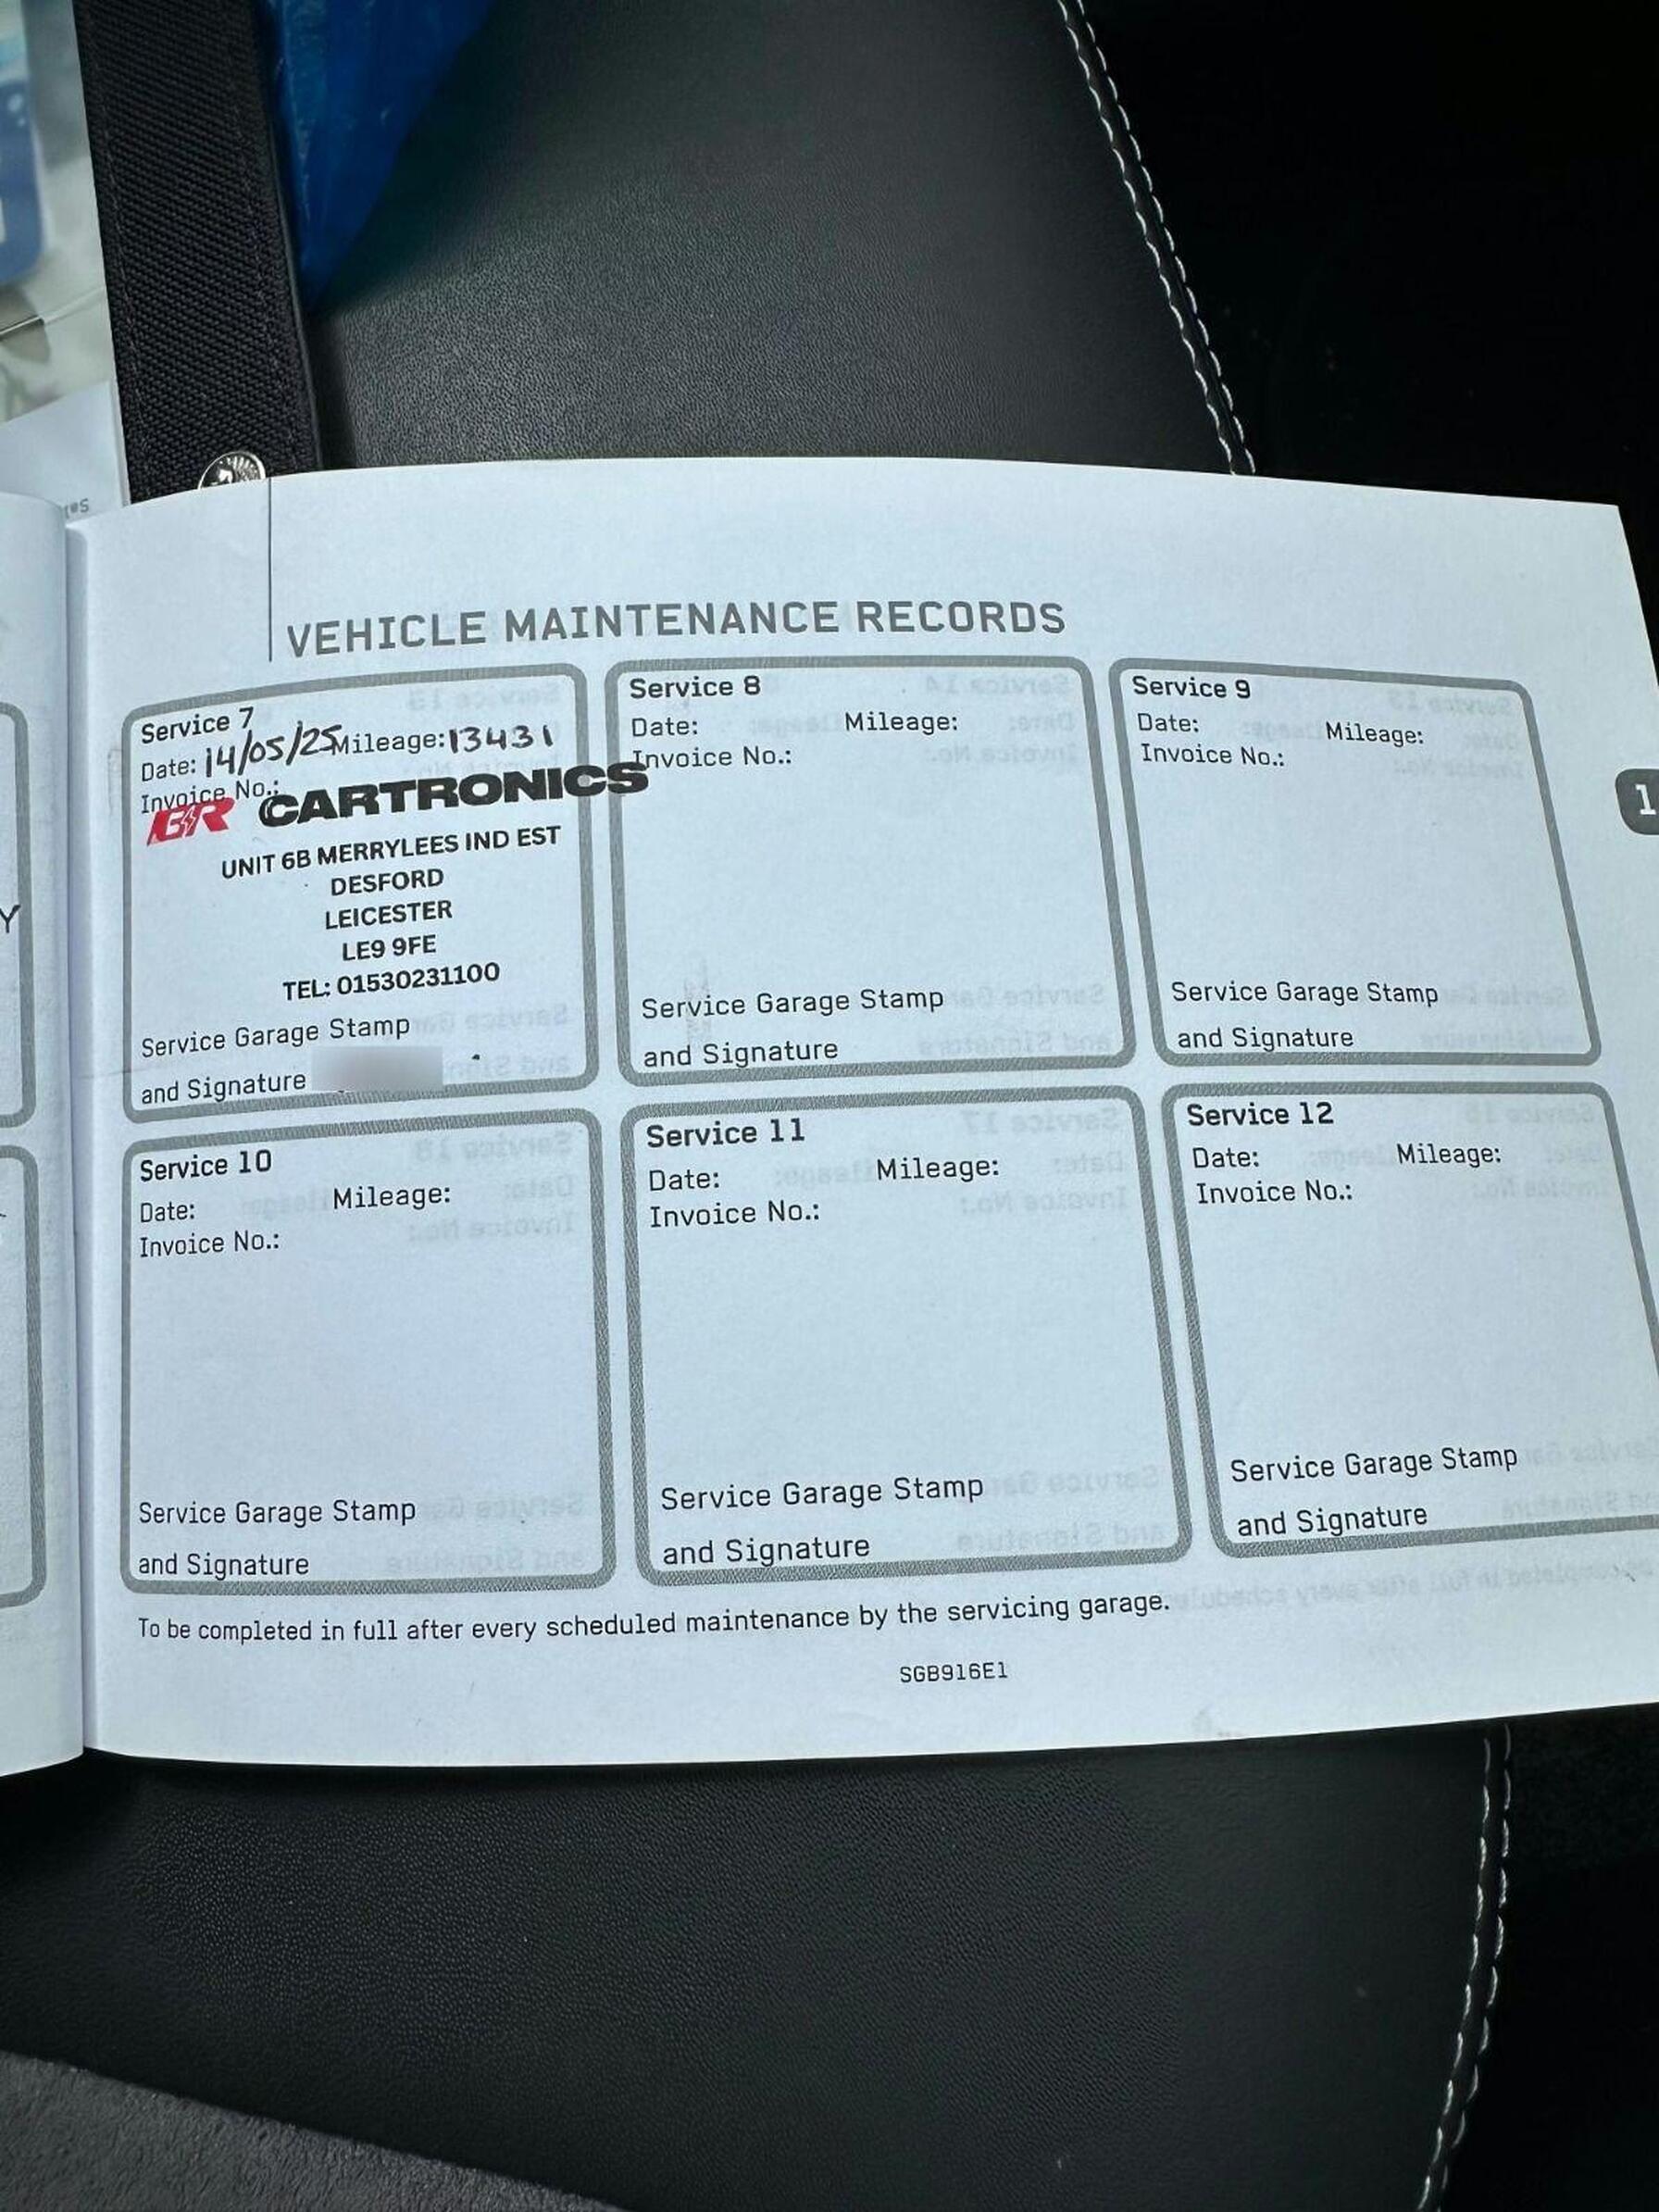 VEHICLE MAINTENANCE RECORDS
Service 7
Date: 14/05/25 Mileage: 13431
Invoice No.:
CARTRONICS
UNIT 6B MERRYLEES IND EST
DESFORD
LEICESTER
LE9 9FE
TEL: 01530231100
Service Garage Stamp
and Signature
Service 8
Date: Mileage:
Invoice No.:
Service Garage Stamp
and Signature
Service 9
Date: Mileage:
Invoice No.:
Service Garage Stamp
and Signature
1
Service 10
Date: Mileage:
Invoice No.:
Service Garage Stamp
and Signature
Service 11
Date: Mileage:
Invoice No.:
Service Garage Stamp
and Signature
Service 12
Date: Mileage:
Invoice No.:
Service Garage Stamp
and Signature
To be completed in full after every scheduled maintenance by the servicing garage.
SGB916E1